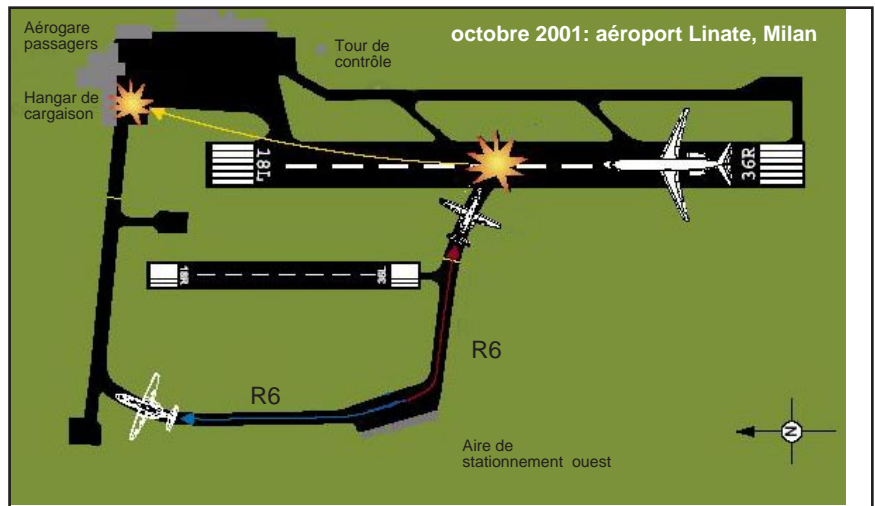 octobre 2001: aéroport Linate, Milan
Aérogare
passagers
Tour de
contrôle
Hangar de
cargaison
18L
36R
18R
36L
R6
R6
Aire de
stationnement ouest
N